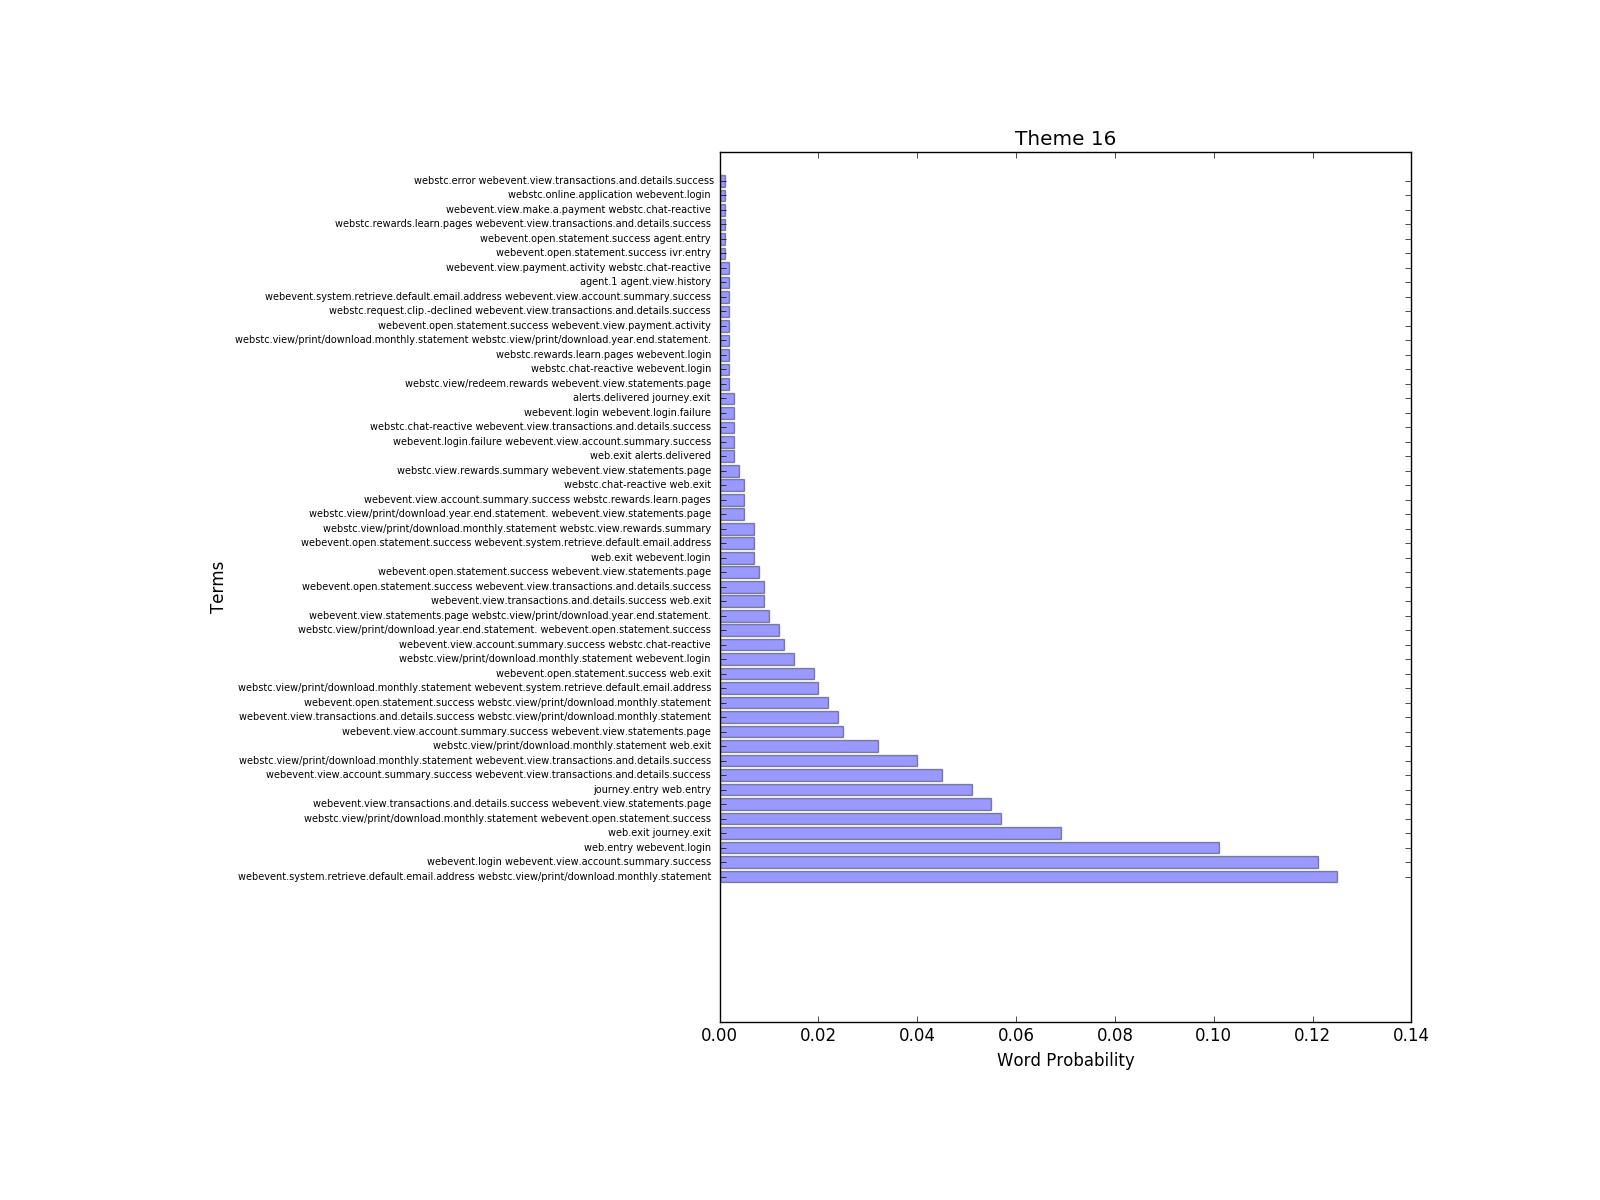 Theme 16
webstc.error webevent.view.transactions.and.details.success
webstc.online.application webevent.login
webevent.view.make.a.payment webstc.chat-reactive
webstc.rewards.learn.pages webevent.view.transactions.and.details.success
webevent.open.statement.success agent.entry
webevent.open.statement.success ivr.entry
webevent.view.payment.activity webstc.chat-reactive
agent.1 agent.view.history
webevent.system.retrieve.default.email.address webevent.view.account.summary.success
webstc.request.clip.-declined webevent.view.transactions.and.details.success
webevent.open.statement.success webevent.view.payment.activity
webstc.view/print/download.monthly.statement webstc.view/print/download.year.end.statement.
webstc.rewards.learn.pages webevent.login
webstc.chat-reactive webevent.login
webstc.view/redeem.rewards webevent.view.statements.page
alerts.delivered journey.exit
webevent.login webevent.login.failure
webstc.chat-reactive webevent.view.transactions.and.details.success
webevent.login.failure webevent.view.account.summary.success
web.exit alerts.delivered
webstc.view.rewards.summary webevent.view.statements.page
webstc.chat-reactive web.exit
webevent.view.account.summary.success webstc.rewards.learn.pages
webstc.view/print/download.year.end.statement. webevent.view.statements.page
webstc.view/print/download.monthly.statement webstc.view.rewards.summary
webevent.open.statement.success webevent.system.retrieve.default.email.address
web.exit webevent.login
webevent.open.statement.success webevent.view.statements.page
webevent.open.statement.success webevent.view.transactions.and.details.success
webevent.view.transactions.and.details.success web.exit
webevent.view.statements.page webstc.view/print/download.year.end.statement.
webstc.view/print/download.year.end.statement. webevent.open.statement.success
webevent.view.account.summary.success webstc.chat-reactive
webstc.view/print/download.monthly.statement webevent.login
webevent.open.statement.success web.exit
webstc.view/print/download.monthly.statement webevent.system.retrieve.default.email.address
webevent.open.statement.success webstc.view/print/download.monthly.statement
webevent.view.transactions.and.details.success webstc.view/print/download.monthly.statement
webevent.view.account.summary.success webevent.view.statements.page
webstc.view/print/download.monthly.statement web.exit
webstc.view/print/download.monthly.statement webevent.view.transactions.and.details.success
webevent.view.account.summary.success webevent.view.transactions.and.details.success
journey.entry web.entry
webevent.view.transactions.and.details.success webevent.view.statements.page
webstc.view/print/download.monthly.statement webevent.open.statement.success
web.exit journey.exit
web.entry webevent.login
webevent.login webevent.view.account.summary.success
webevent.system.retrieve.default.email.address webstc.view/print/download.monthly.statement
Terms
0.00 0.02 0.04 0.06 0.08 0.10 0.12 0.14
Word Probability